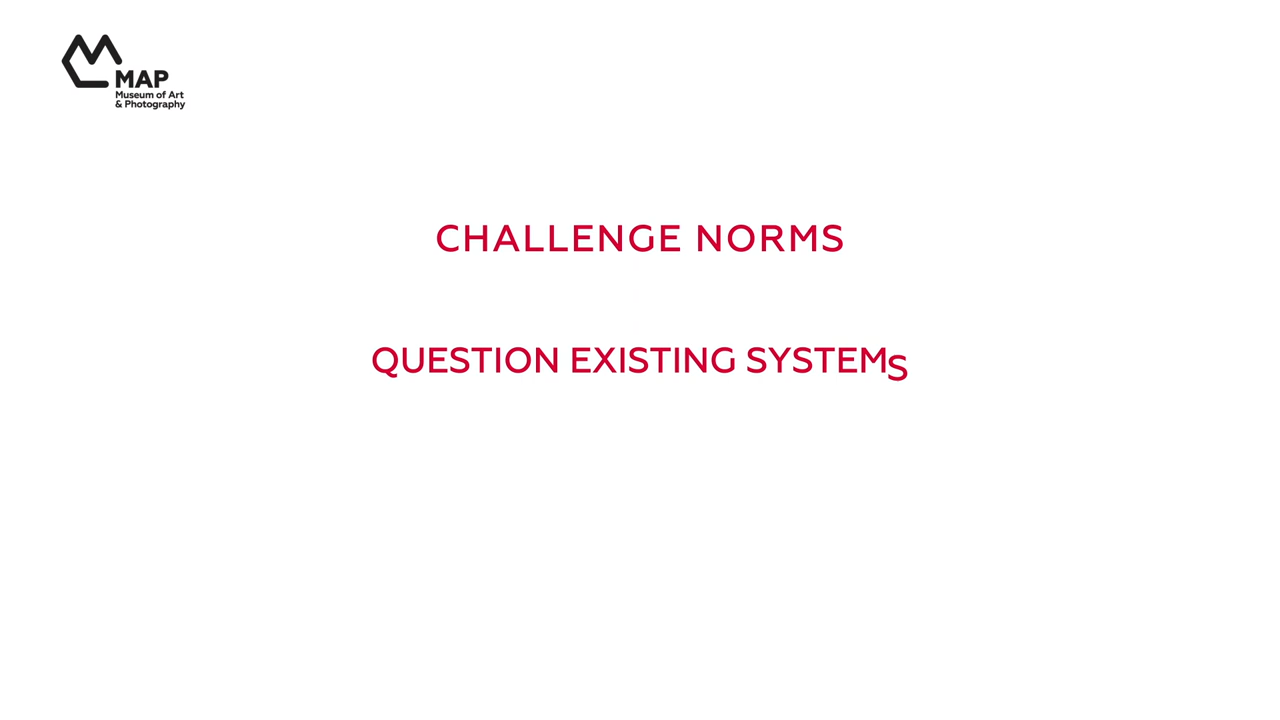 MAP
Museum of Art
& Photography
CHALLENGE NORMS
QUESTION EXISTING SYSTEMS